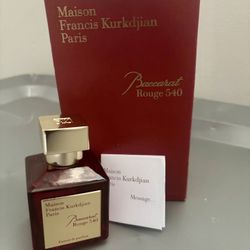 Maison
Francis Kurkdjian
Paris
Baccarat
Rouge 540
Maison
Francis Kurkdjian
Paris
Baccarat
Rouge 540
Extrait de parfum
Maison
Francis Kurkdjian
Paris
Message...